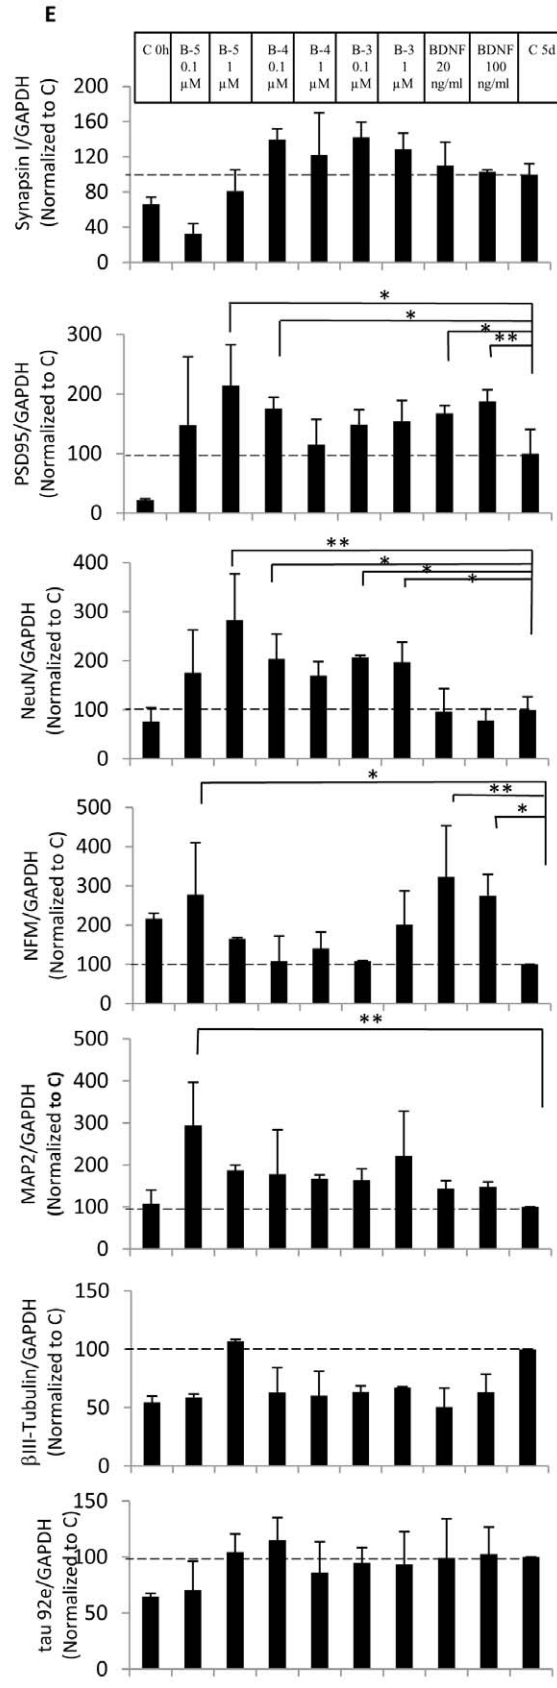 E
C 0h B-5 B-5 B-4 B-4 B-3 B-3 BDNF BDNF C 5d
0.1 1 0.1 1 0.1 1 20 100
µM µM µM µM µM µM ng/ml ng/ml
Synapsin I/GAPDH
(Normalized to C)
200
160
120
80
40
0
PSD95/GAPDH
(Normalized to C)
300
200
100
0
*
*
*
**
NeuN/GAPDH
(Normalized to C)
400
300
200
100
0
**
*
*
*
NFM/GAPDH
(Normalized to C)
500
400
300
200
100
0
*
**
*
MAP2/GAPDH
(Normalized to C)
500
400
300
200
100
0
**
βIII-Tubulin/GAPDH
(Normalized to C)
150
100
50
0
tau 92e/GAPDH
(Normalized to C)
150
100
50
0